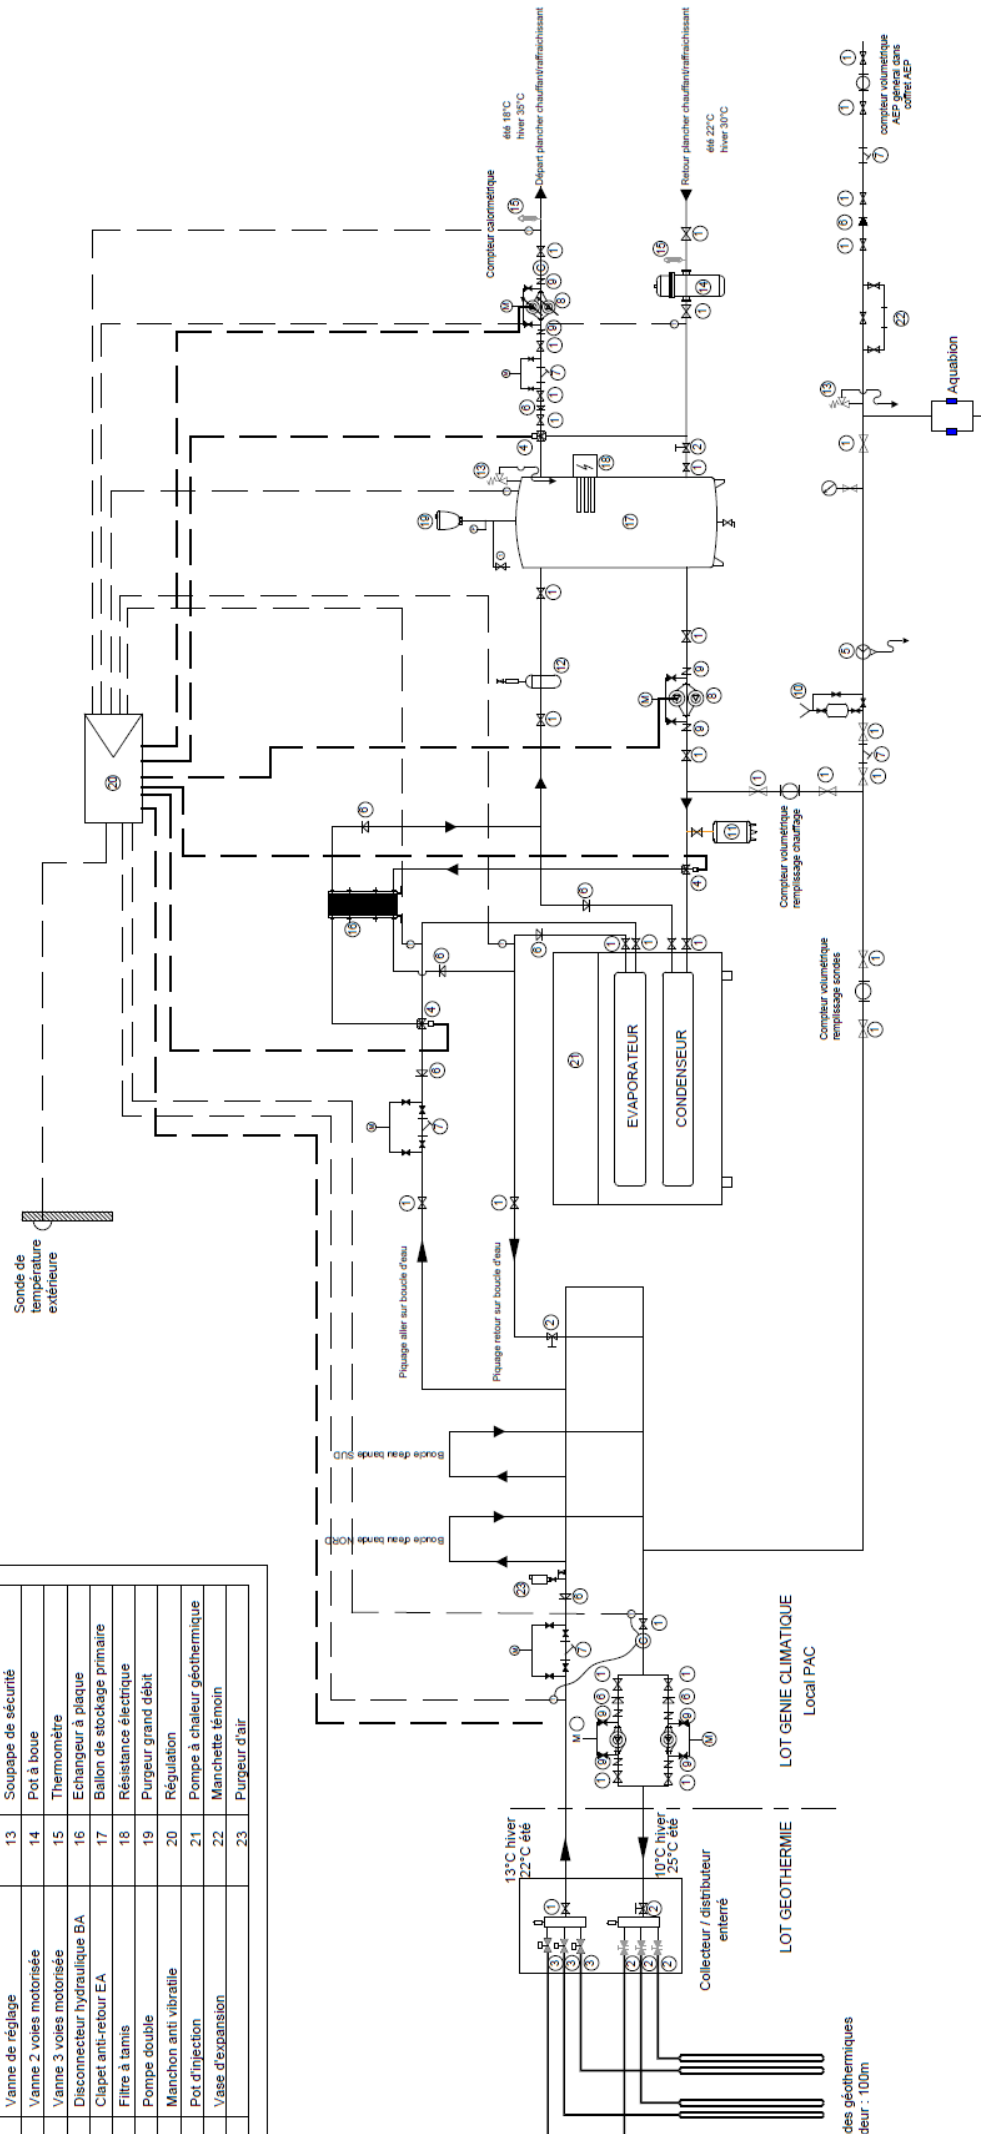 compteur volumétrique
AEP général dans
coffret AEP
été 18°C
hiver 35°C
Départ plancher chauffant/raffraichissant
Retour plancher chauffant/raffraichissant
été 22°C
hiver 30°C
Compteur calorimétrique
Aquabion
Compteur volumétrique
remplissage chauffage
Compteur volumétrique
remplissage sondes
EVAPORATEUR
CONDENSEUR
Sonde de
température
extérieure
Piquage aller sur boucle d'eau
Piquage retour sur boucle d'eau
Boucle d'eau gaude SUD
Boucle d'eau gaude NORD
LOT GENIE CLIMATIQUE
Local PAC
LOT GEOTHERMIE
13°C hiver
22°C été
10°C hiver
25°C été
Collecteur / distributeur
enterré
des géothermiques
deur : 100m
Vanne de réglage 13 Soupape de sécurité
Vanne 2 voies motorisée 14 Pot à boue
Vanne 3 voies motorisée 15 Thermomètre
Disconnecteur hydraulique BA 16 Echangeur à plaque
Clapet anti-retour EA 17 Ballon de stockage primaire
Filtre à tamis 18 Résistance électrique
Pompe double 19 Purgeur grand débit
Manchon anti vibratile 20 Régulation
Pot d'injection 21 Pompe à chaleur géothermique
Vase d'expansion 22 Manchette témoin
23 Purgeur d'air